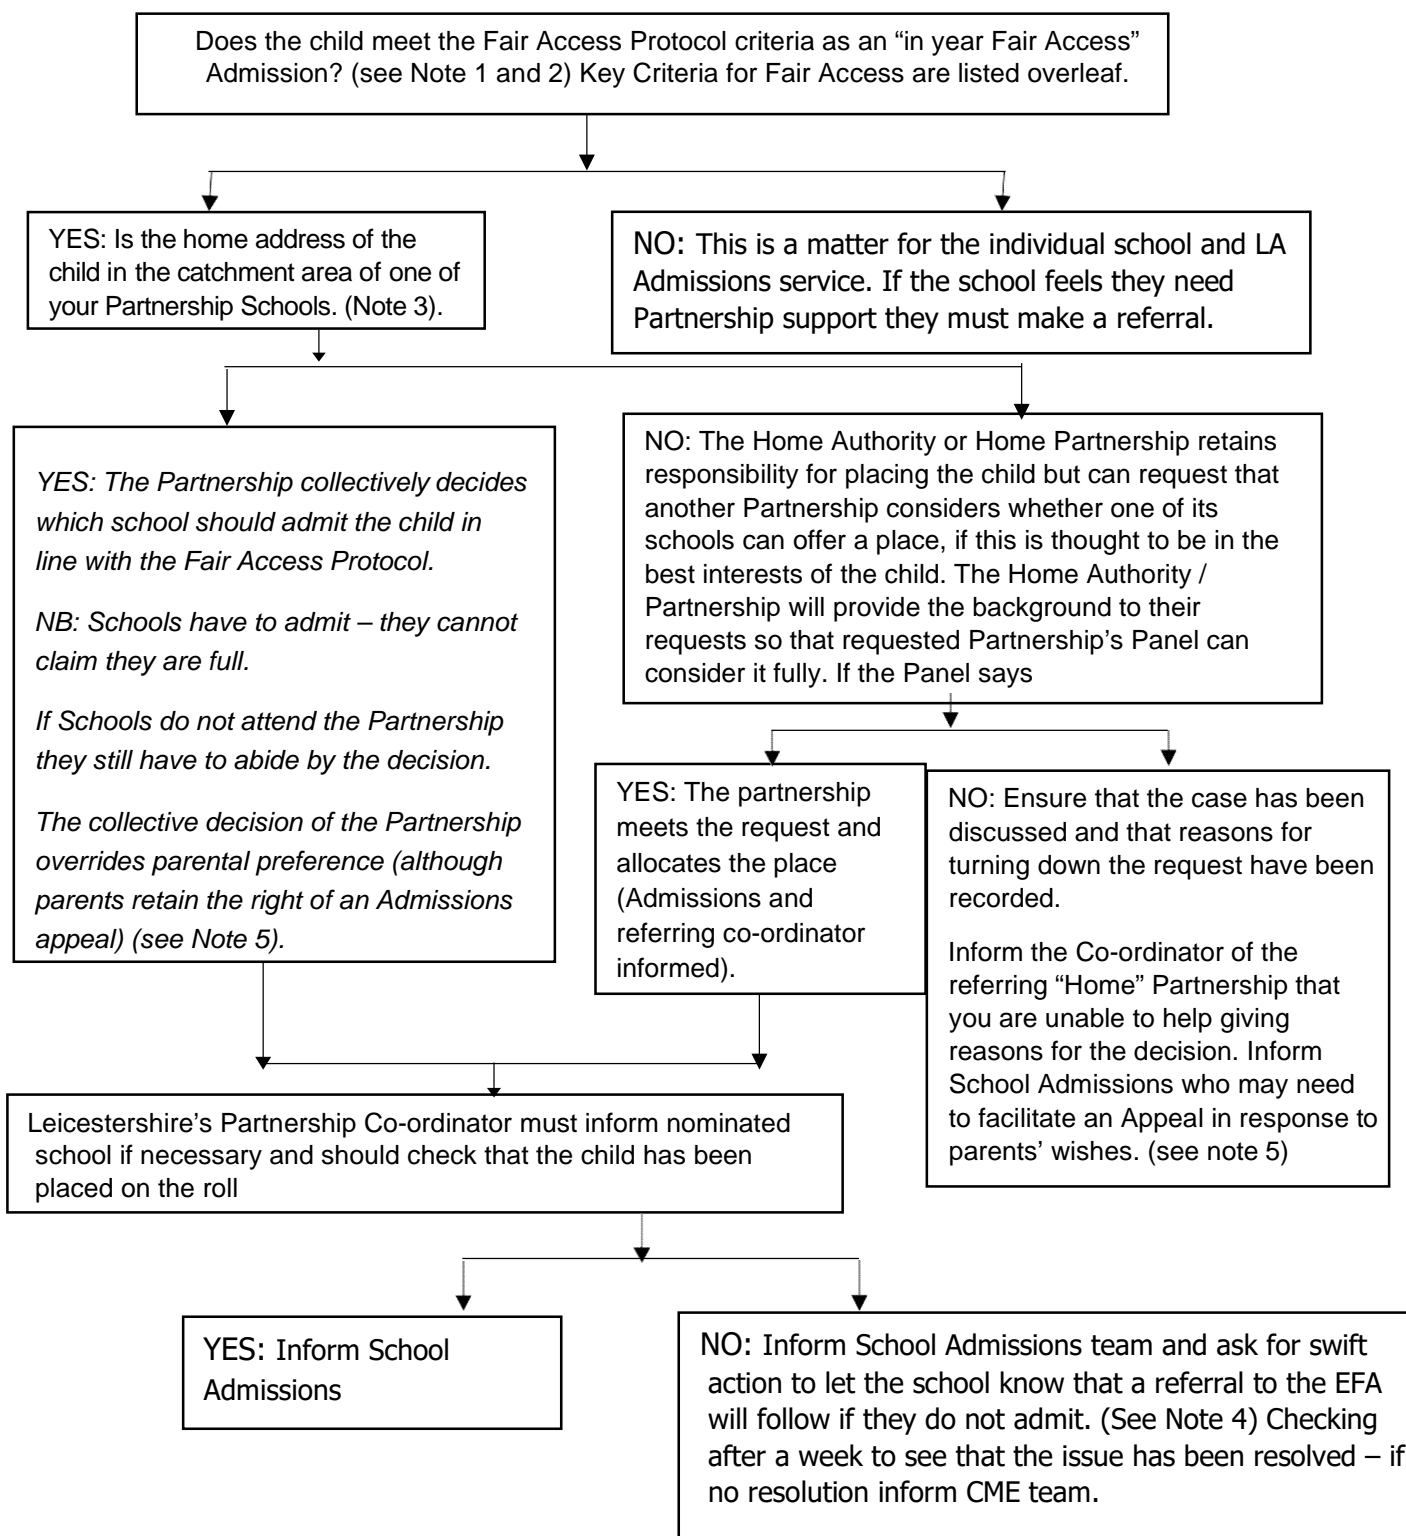 Does the child meet the Fair Access Protocol criteria as an “in year Fair Access”
Admission? (see Note 1 and 2) Key Criteria for Fair Access are listed overleaf.
YES: Is the home address of the
child in the catchment area of one of
your Partnership Schools. (Note 3).
NO: This is a matter for the individual school and LA
Admissions service. If the school feels they need
Partnership support they must make a referral.
YES: The Partnership collectively decides
which school should admit the child in
line with the Fair Access Protocol.
NB: Schools have to admit – they cannot
claim they are full.
If Schools do not attend the Partnership
they still have to abide by the decision.
The collective decision of the Partnership
overrides parental preference (although
parents retain the right of an Admissions
appeal) (see Note 5).
NO: The Home Authority or Home Partnership retains
responsibility for placing the child but can request that
another Partnership considers whether one of its
schools can offer a place, if this is thought to be in the
best interests of the child. The Home Authority /
Partnership will provide the background to their
requests so that requested Partnership’s Panel can
consider it fully. If the Panel says
YES: The partnership
meets the request and
allocates the place
(Admissions and
referring co-ordinator
informed).
NO: Ensure that the case has been
discussed and that reasons for
turning down the request have been
recorded.
Inform the Co-ordinator of the
referring “Home” Partnership that
you are unable to help giving
reasons for the decision. Inform
School Admissions who may need
to facilitate an Appeal in response to
parents’ wishes. (see note 5)
Leicestershire’s Partnership Co-ordinator must inform nominated
school if necessary and should check that the child has been
placed on the roll
YES: Inform School
Admissions
NO: Inform School Admissions team and ask for swift
action to let the school know that a referral to the EFA
will follow if they do not admit. (See Note 4) Checking
after a week to see that the issue has been resolved – if
no resolution inform CME team.